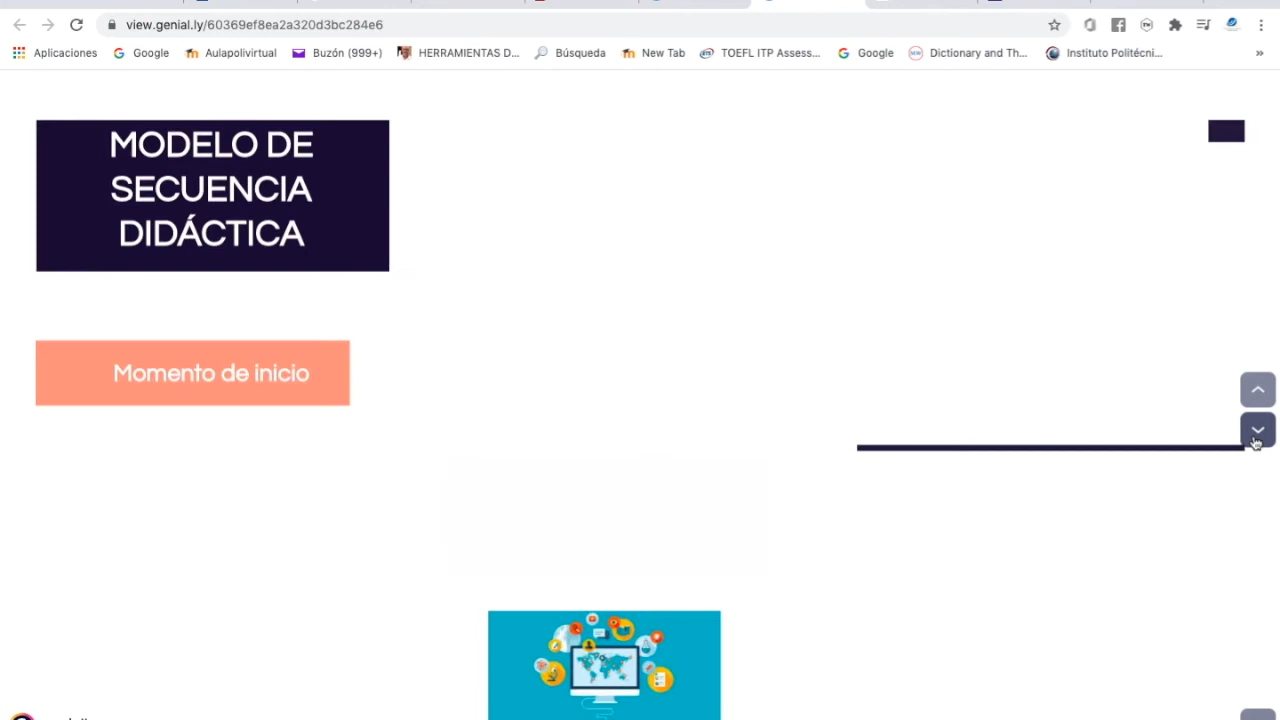 view.genial.ly/60369ef8ea2a320d3bc284e6
Aplicaciones Google Aulapolivirtual Buzón (999+) HERRAMIENTAS D... Búsqueda New Tab TOEFL ITP Assess... Google Dictionary and Th... Instituto Politécni... »
MODELO DE
SECUENCIA
DIDÁCTICA
Momento de inicio